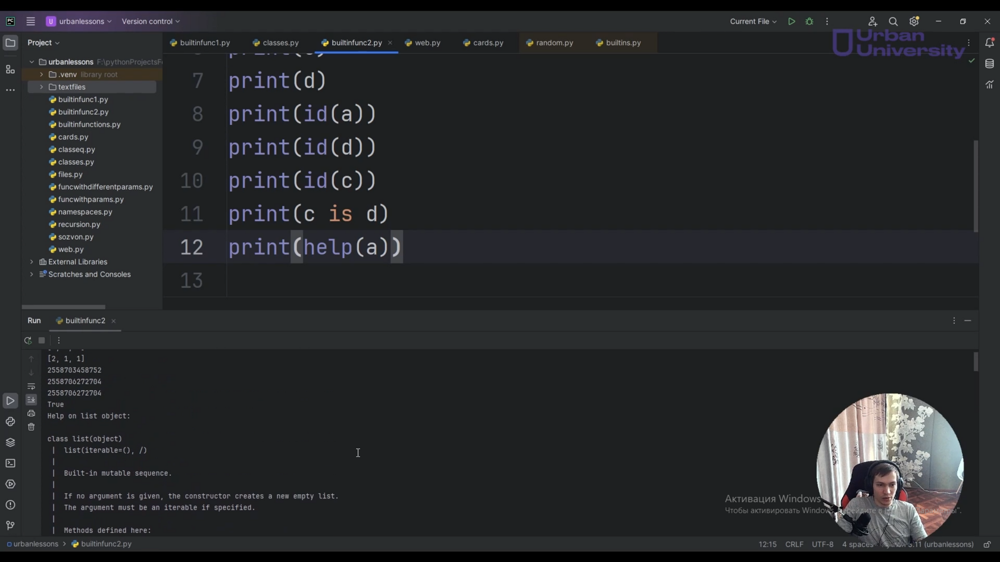 PC
U urbanlessons
Version control
Current File
Urban
University
Project
builtinfunc1.py
classes.py
builtinfunc2.py
web.py
cards.py
random.py
builtins.py
urbanlessons F:\pythonProjectsF
.venv library root
textfiles
builtinfunc1.py
builtinfunc2.py
builtinfunctions.py
cards.py
classeq.py
classes.py
files.py
funcwithdifferentparams.py
funcwithparams.py
namespaces.py
recursion.py
sozvon.py
web.py
External Libraries
Scratches and Consoles
7 print(d)
8 print(id(a))
9 print(id(d))
10 print(id(c))
11 print(c is d)
12 print(help(a))
13
Run builtinfunc2
[2, 1, 1]
2558703458752
2558706272704
2558706272704
True
Help on list object:
class list(object)
| list(iterable=(), /)
|
| Built-in mutable sequence.
|
| If no argument is given, the constructor creates a new empty list.
| The argument must be an iterable if specified.
|
| Methods defined here:
Активация Windows
Чтобы активировать Windows, перейдите в
urbanlessons > builtinfunc2.py
12:15 CRLF UTF-8 4 spaces 3.11 (urbanlessons)